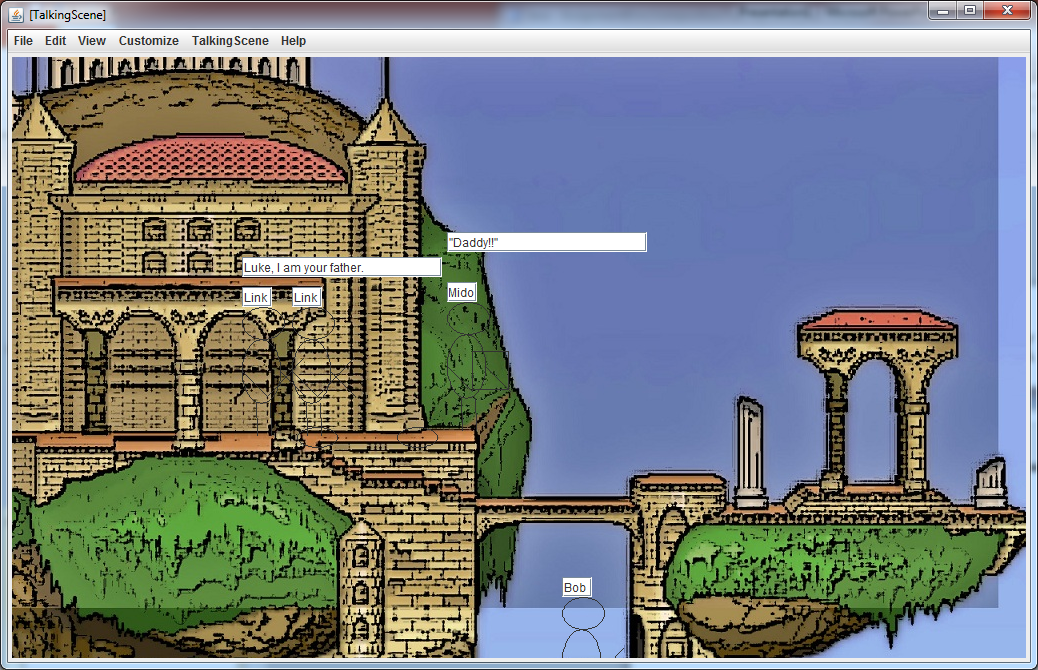 [TalkingScene]
File Edit View Customize TalkingScene Help
"Daddy!!"
Luke, I am your father.
Link Link Mido
Bob